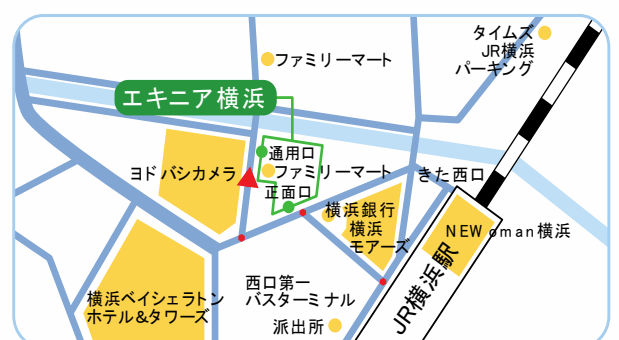 タイムズ
JR横浜
パーキング
ファミリーマート
エキニア横浜
通用口
ヨドバシカメラ
ファミリーマート
きた西口
正面口
横浜銀行
横浜
モアーズ
NEWoman横浜
JR横浜駅
西口第一
バスターミナル
横浜ベイシェラトン
ホテル&タワーズ
派出所